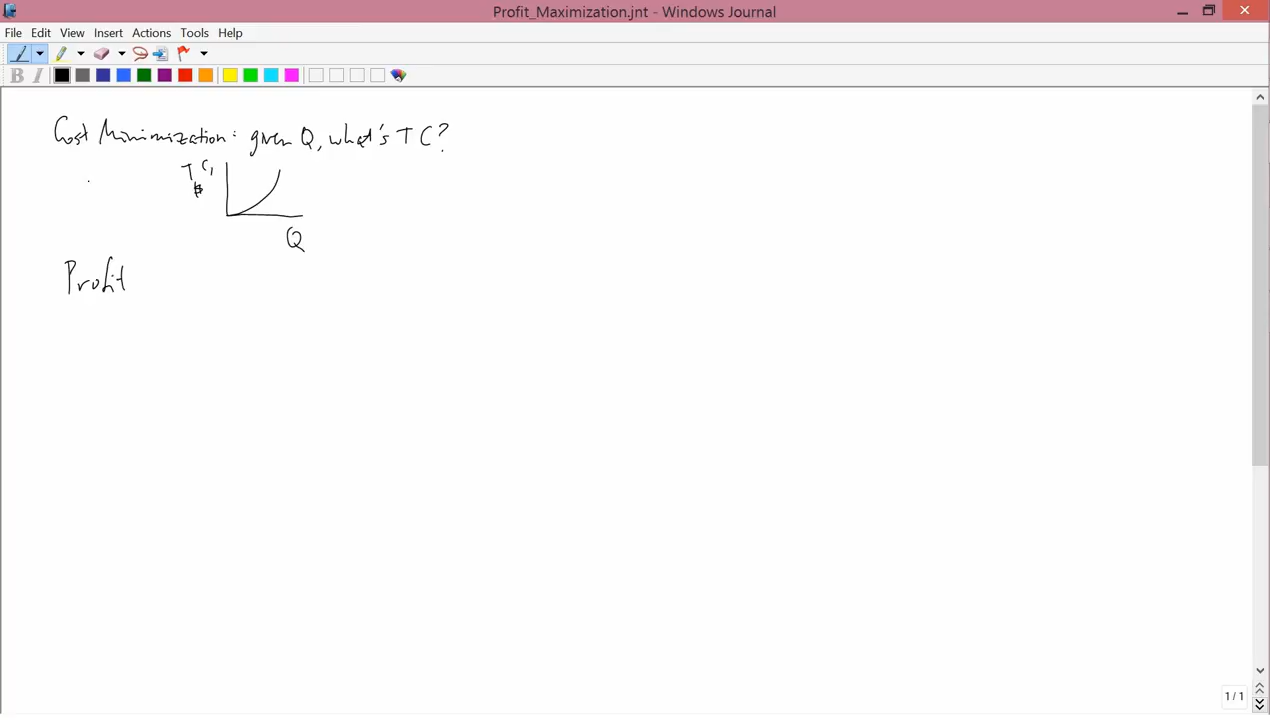 Profit_Maximization.jnt - Windows Journal
File Edit View Insert Actions Tools Help
B I
Cost Minimization: given Q, what's TC?
TC,
$
Q
Profit
1 / 1